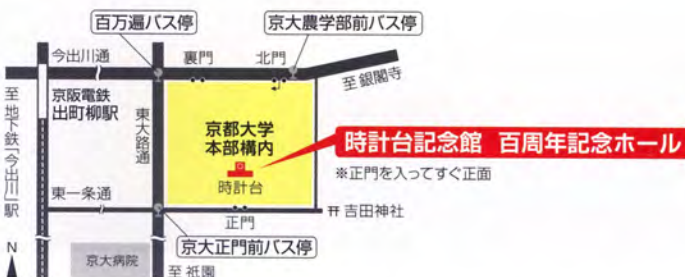 百万遍バス停
京大農学部前バス停
今出川通
裏門
北門
至 銀閣寺
至 地下鉄「今出川」駅
京阪電鉄
出町柳駅
東大路通
京都大学
本部構内
時計台
時計台記念館 百周年記念ホール
※正門を入ってすぐ正面
東一条通
正門
吉田神社
京大正門前バス停
N
京大病院
至 祇園